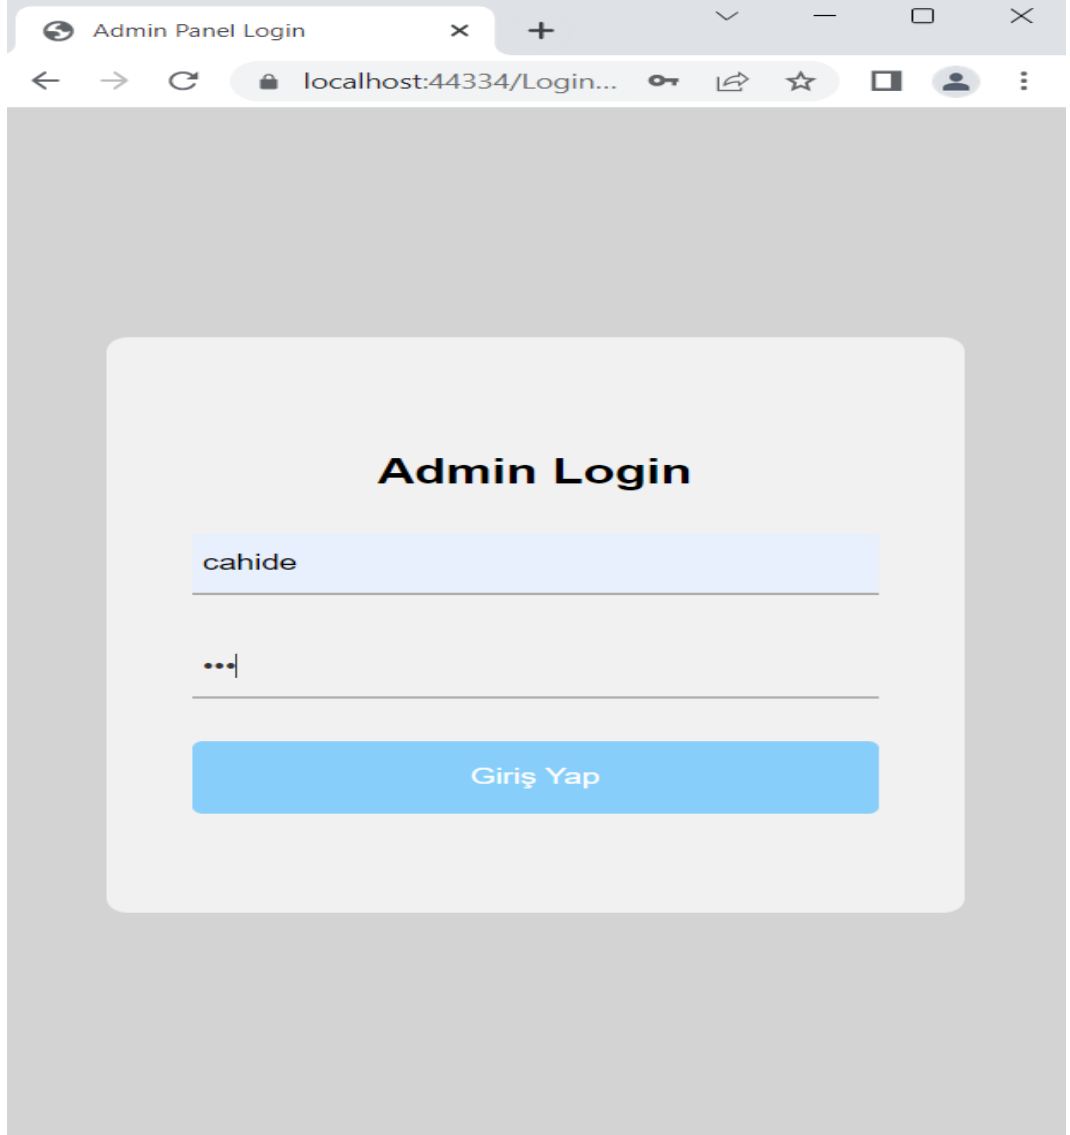 Admin Panel Login
localhost:44334/Login...
Admin Login
cahide
•••
Giriş Yap